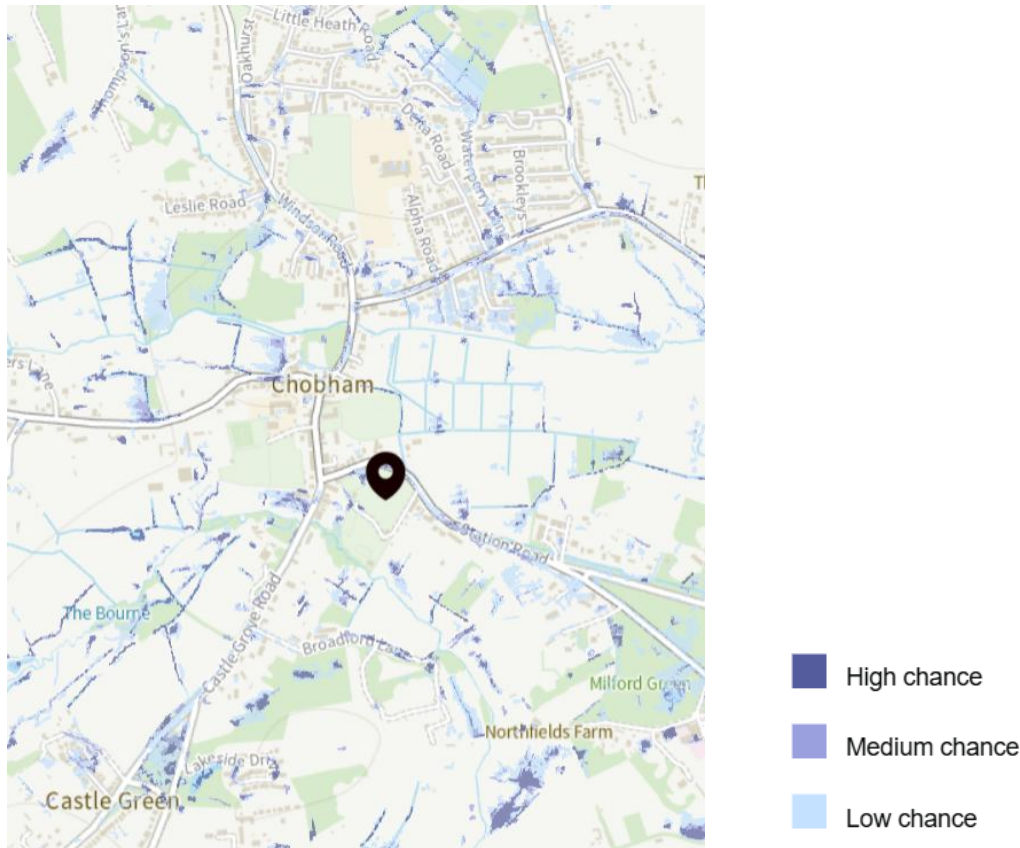 Little Heath Road
Oakhurst
Delta Road
Waterperry Lane
Brookleys
Leslie Road
Windsor Road
Alpha Road
Chobham
Station Road
The Bourne
Castle Grove Road
Broadford Lane
Milford Green
Northfields Farm
Lakeside Drive
Castle Green
High chance
Medium chance
Low chance